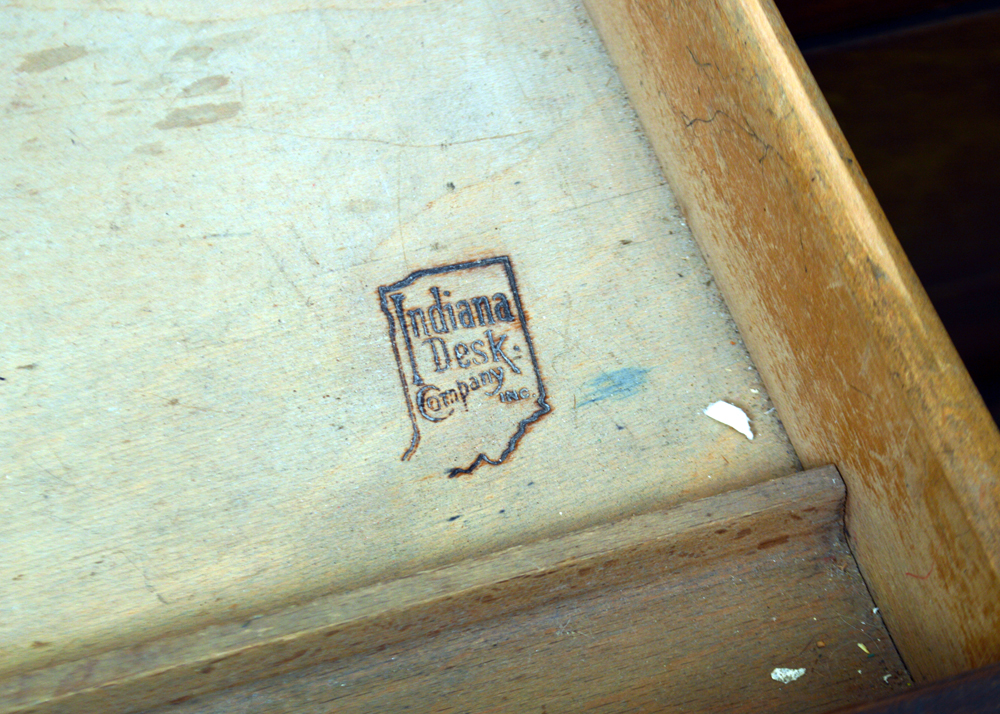 Indiana
Desk
Company
INC.